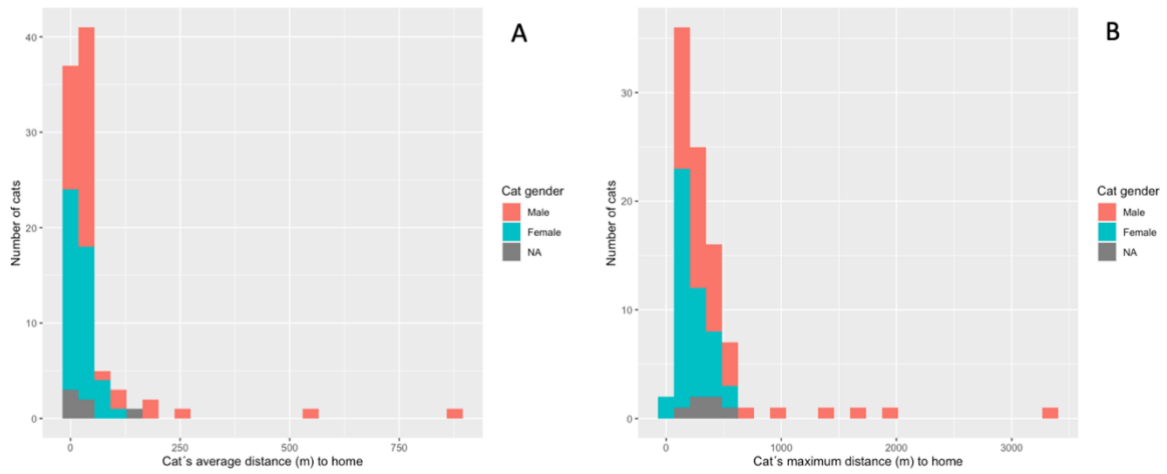 A
40
30
20
10
0
Number of cats
0 250 500 750
Cat´s average distance (m) to home
Cat gender
Male
Female
NA
B
30
20
10
0
Number of cats
0 1000 2000 3000
Cat´s maximum distance (m) to home
Cat gender
Male
Female
NA